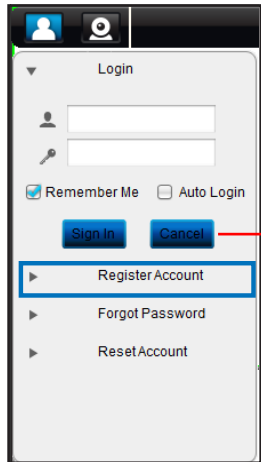 Login
Remember Me Auto Login
Sign In Cancel
Register Account
Forgot Password
Reset Account